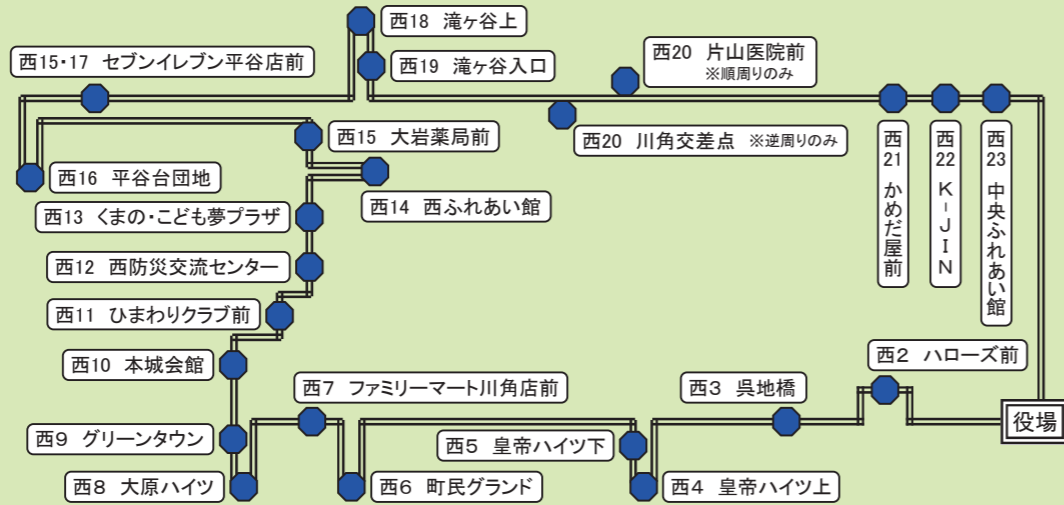 西18 滝ヶ谷上
西15・17 セブンイレブン平谷店前
西19 滝ヶ谷入口
西20 片山医院前
※順周りのみ
西15 大岩薬局前
西20 川角交差点 ※逆周りのみ
西21 かめだ屋前
西22 K-JIN
西23 中央ふれあい館
西16 平谷台団地
西14 西ふれあい館
西13 くまの・こども夢プラザ
西12 西防災交流センター
西11 ひまわりクラブ前
西10 本城会館
西2 ハローズ前
西7 ファミリーマート川角店前
西3 呉地橋
役場
西9 グリーンタウン
西5 皇帝ハイツ下
西8 大原ハイツ
西6 町民グランド
西4 皇帝ハイツ上